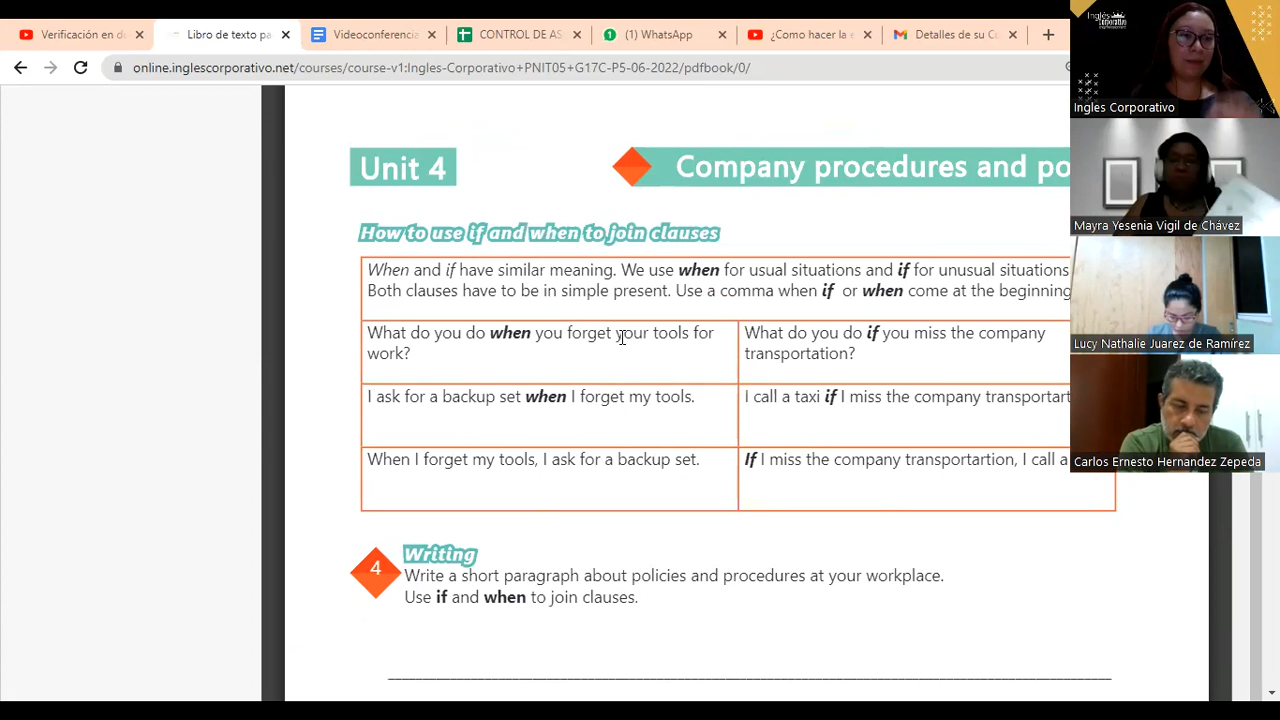 Verificación en d
Libro de texto pa
Videoconferen
CONTROL DE AS
(1) WhatsApp
¿Como hacer la
Detalles de su
online.inglescorporativo.net/courses/course-v1:Ingles-Corporativo+PNIT05+G17C-P5-06-2022/pdfbook/0/
Inglés
Corporativo
Ingles Corporativo
Mayra Yesenia Vigil de Chávez
Lucy Nathalie Juarez de Ramírez
Carlos Ernesto Hernandez Zepeda
Unit 4
Company procedures and po
How to use if and when to join clauses
When and if have similar meaning. We use when for usual situations and if for unusual situations
Both clauses have to be in simple present. Use a comma when if or when come at the beginning
What do you do when you forget your tools for
work?
What do you do if you miss the company
transportation?
I ask for a backup set when I forget my tools.
I call a taxi if I miss the company transportart
When I forget my tools, I ask for a backup set.
If I miss the company transportartion, I call a
4
Writing
Write a short paragraph about policies and procedures at your workplace.
Use if and when to join clauses.